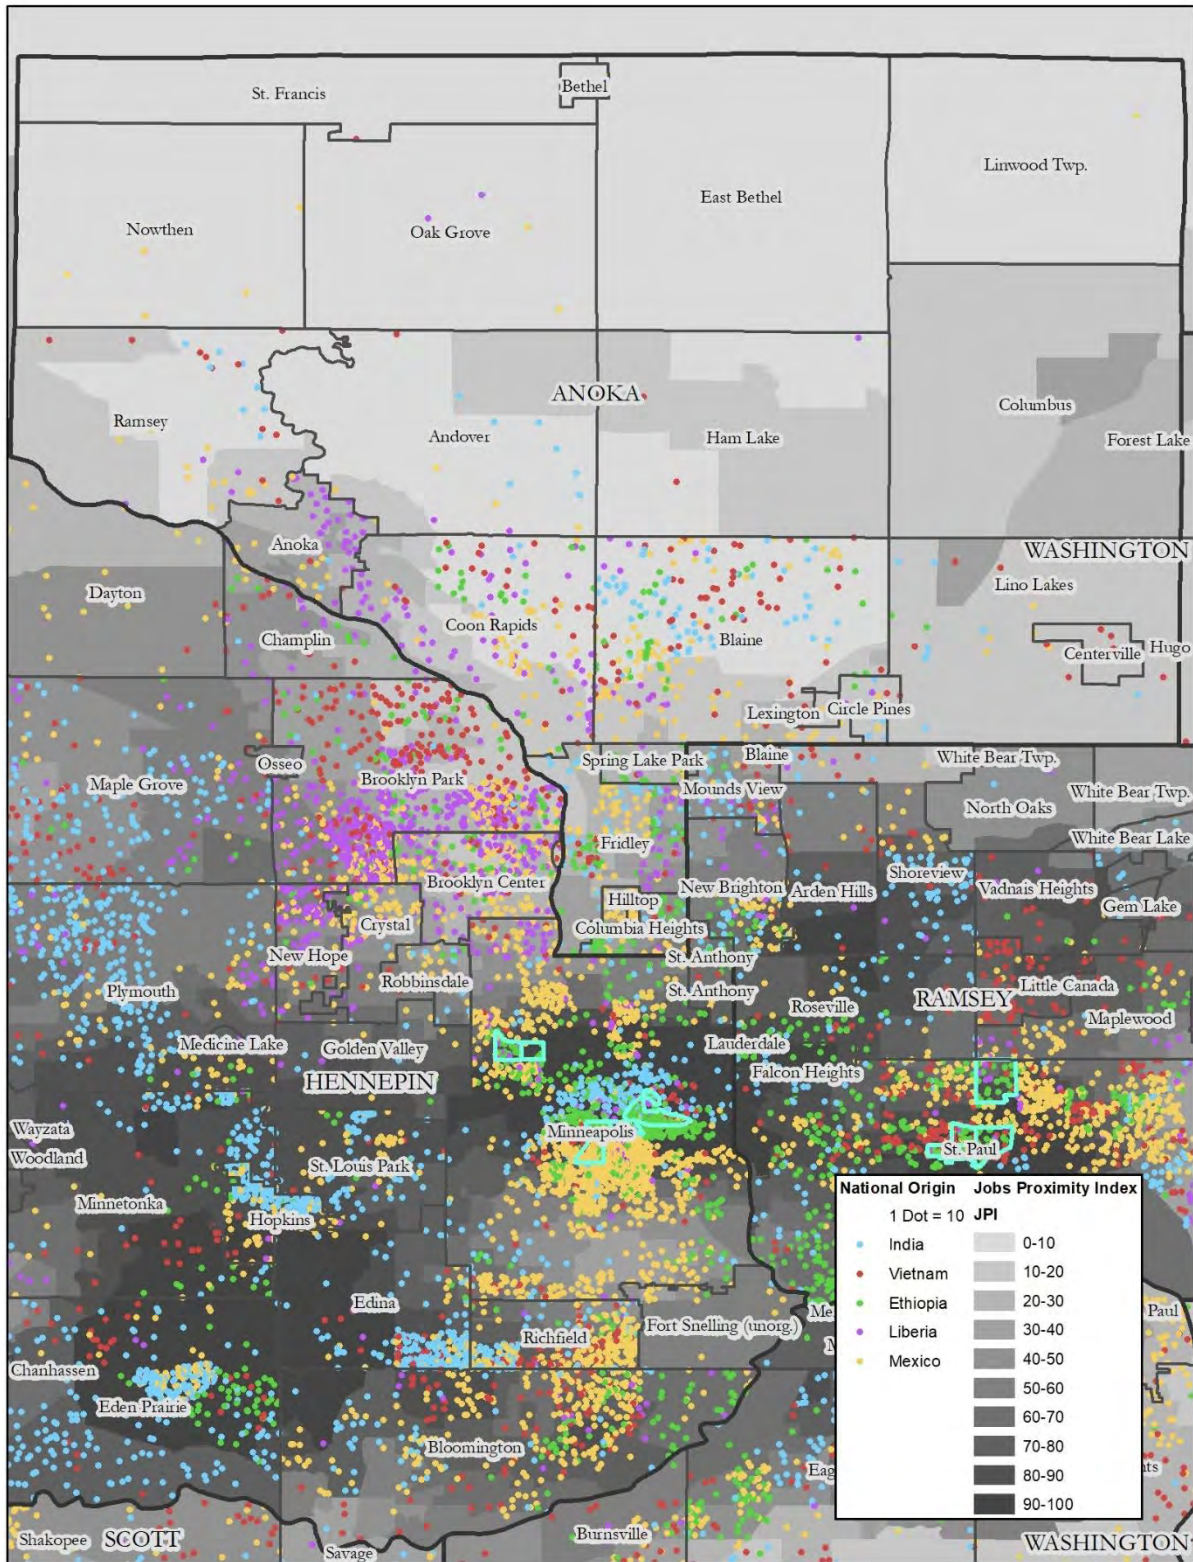 St. Francis
Bethel
Linwood Twp.
East Bethel
Nowthen
Oak Grove
ANOKA
Columbus
Ramsey
Andover
Ham Lake
Forest Lake
Anoka
WASHINGTON
Lino Lakes
Dayton
Coon Rapids
Champlin
Blaine
Centerville
Hugo
Lexington
Circle Pines
Osseo
Spring Lake Park
Blaine
White Bear Twp.
Brooklyn Park
Maple Grove
Mounds View
White Bear Twp.
North Oaks
White Bear Lake
Fridley
Shoreview
Brooklyn Center
New Brighton
Arden Hills
Vadnais Heights
Gem Lake
Hilltop
Crystal
Columbia Heights
New Hope
St. Anthony
Robbinsdale
Plymouth
St. Anthony
Little Canada
RAMSEY
Roseville
Maplewood
Medicine Lake
Golden Valley
Lauderdale
Falcon Heights
HENNEPIN
Wayzata
Minneapolis
Woodland
St. Louis Park
St. Paul
Minnetonka
Hopkins
National Origin
Jobs Proximity Index
1 Dot = 10
JPI
India
0-10
Vietnam
10-20
Ethiopia
20-30
Liberia
30-40
Mexico
40-50
50-60
60-70
70-80
80-90
90-100
Edina
Fort Snelling (unorg.)
Me
Paul
Richfield
M
Chanhassen
Eden Prairie
Bloomington
Eag
hts
Shakopee
SCOTT
Burnsville
WASHINGTON
Savage